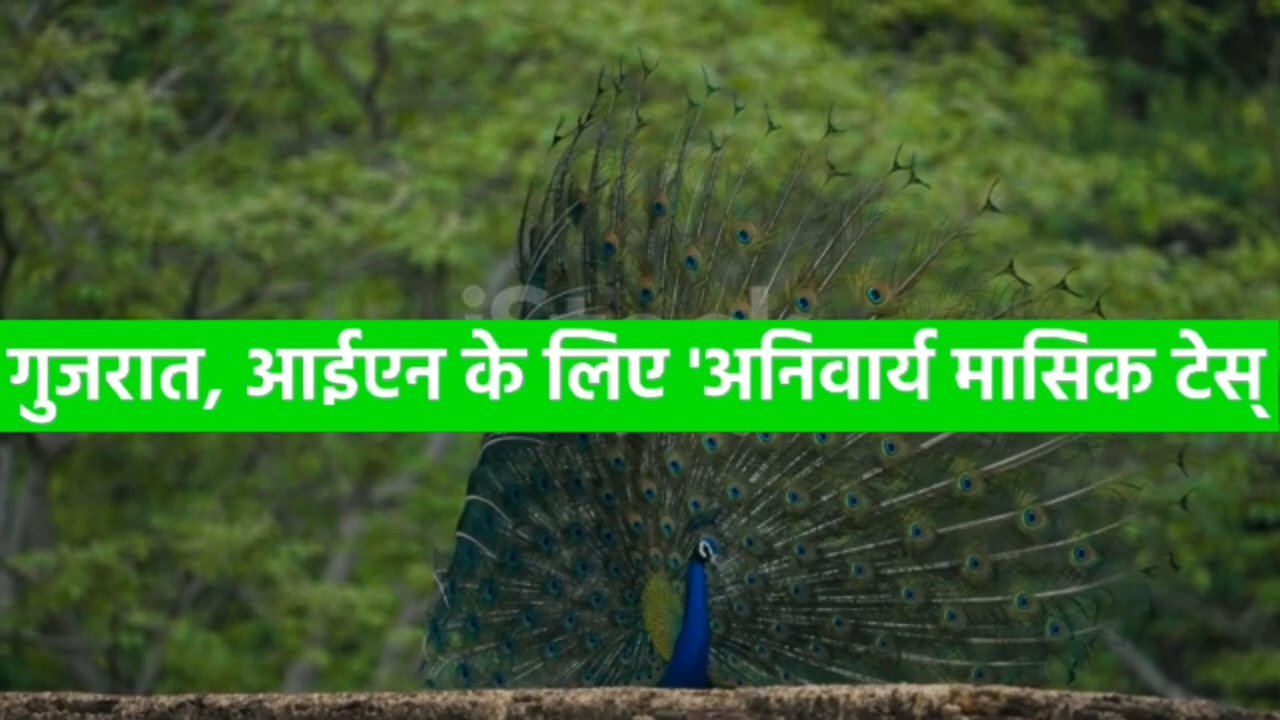 गुजरात, आईएन के लिए 'अनिवार्य मासिक टेस्